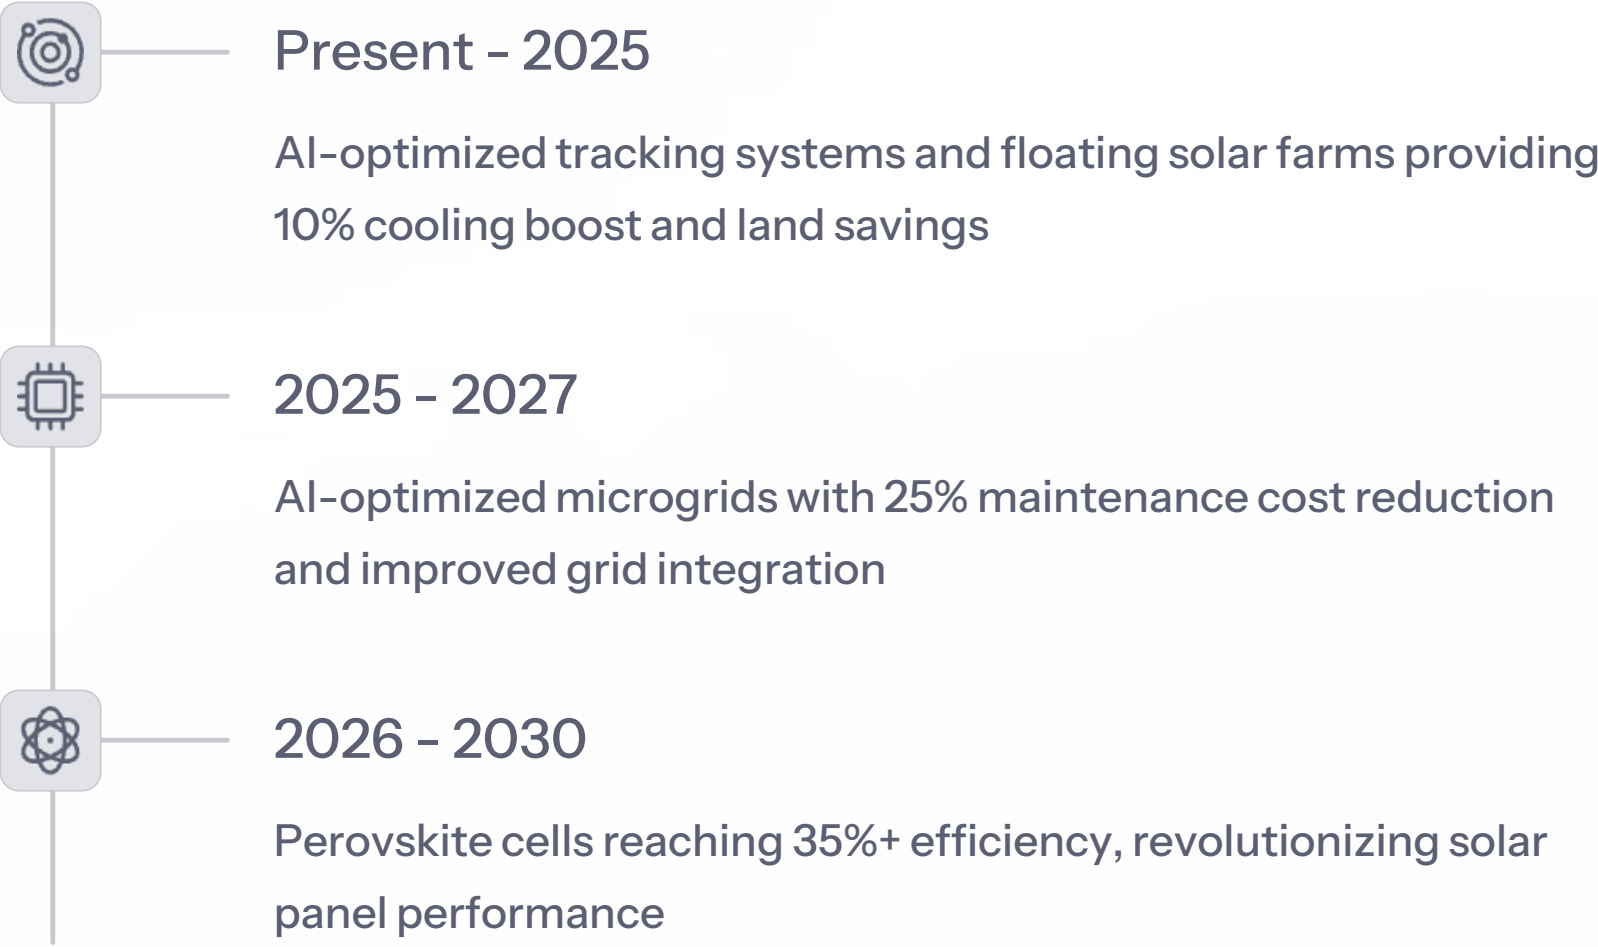 Present - 2025
AI-optimized tracking systems and floating solar farms providing
10% cooling boost and land savings
2025 - 2027
AI-optimized microgrids with 25% maintenance cost reduction
and improved grid integration
2026 - 2030
Perovskite cells reaching 35%+ efficiency, revolutionizing solar
panel performance